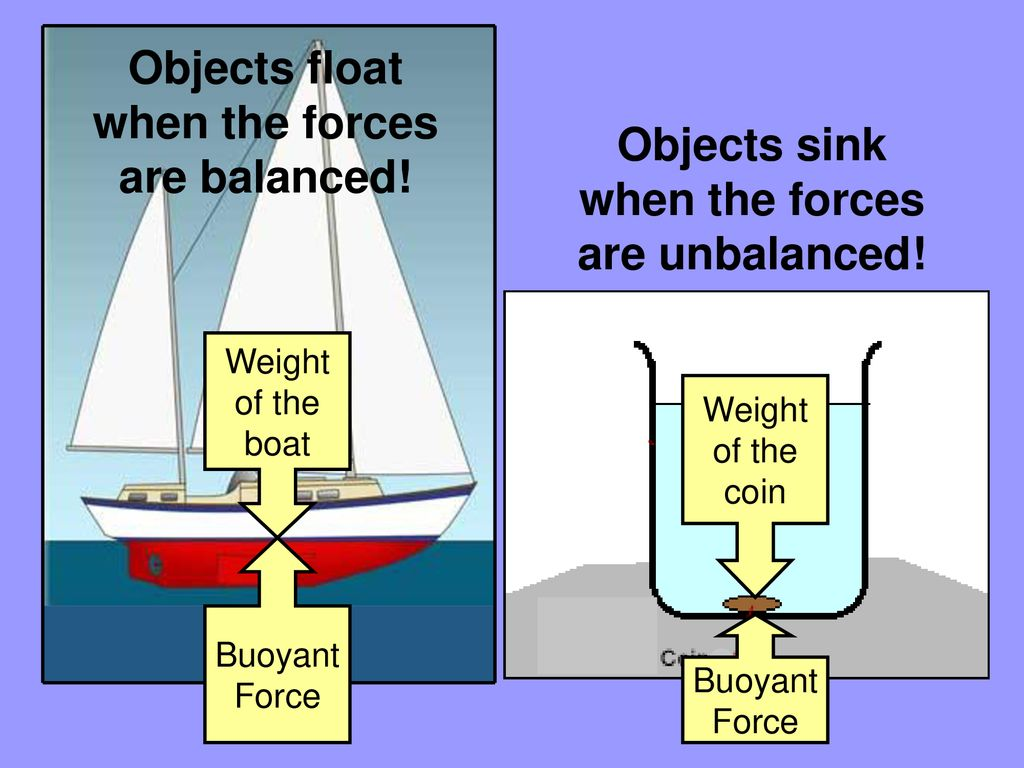 Objects float
when the forces
are balanced!
Weight
of the
boat
Buoyant
Force
Objects sink
when the forces
are unbalanced!
Weight
of the
coin
Buoyant
Force